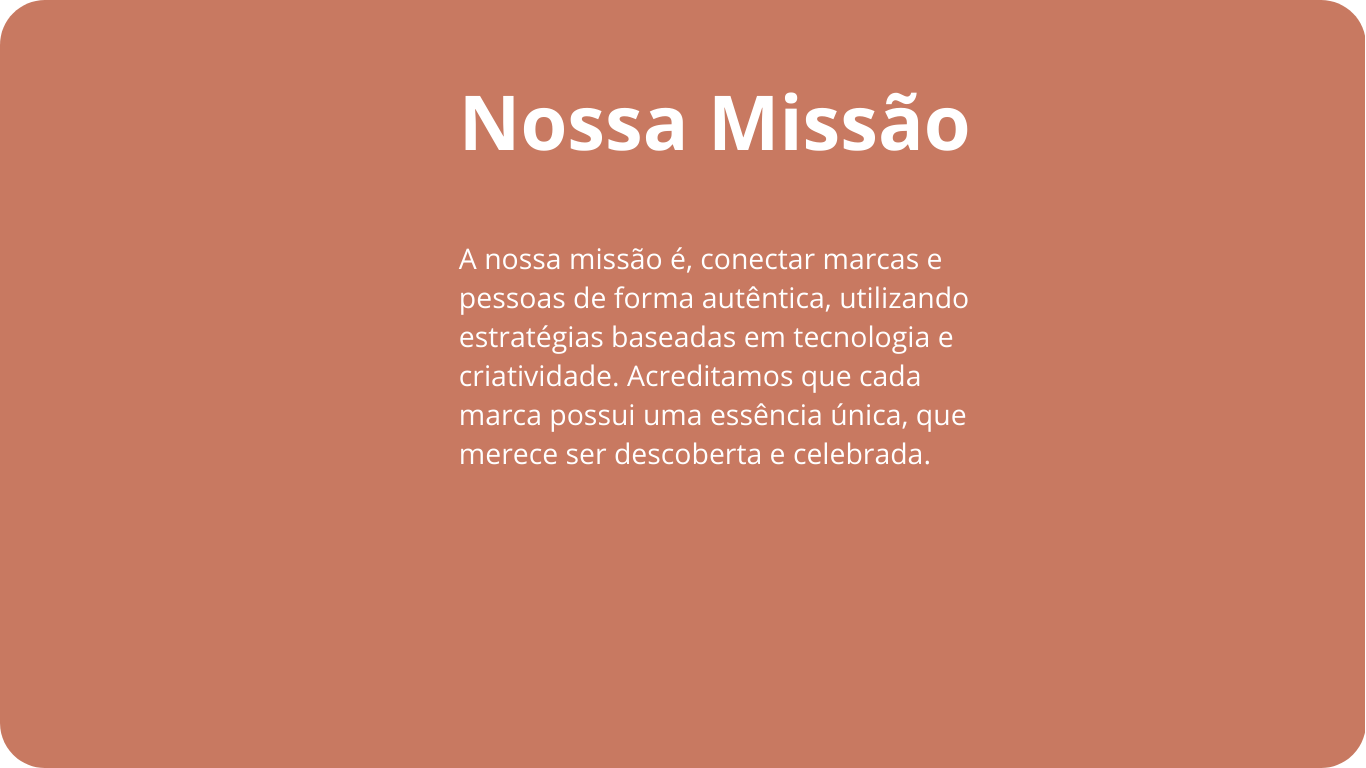 Nossa Missão
A nossa missão é, conectar marcas e
pessoas de forma autêntica, utilizando
estratégias baseadas em tecnologia e
criatividade. Acreditamos que cada
marca possui uma essência única, que
merece ser descoberta e celebrada.